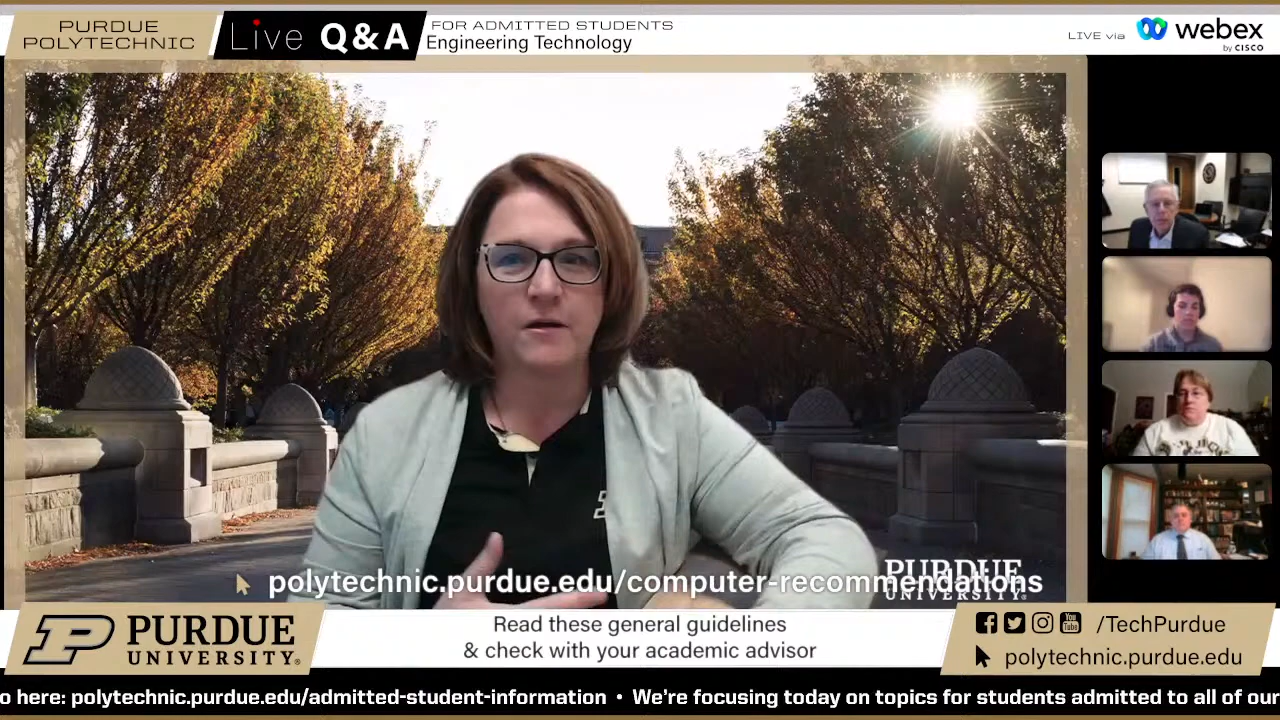 PURDUE
POLYTECHNIC
Live Q&A
FOR ADMITTED STUDENTS
Engineering Technology
LIVE via webex
by CISCO
polytechnic.purdue.edu/computer-recommendations
PURDUE
UNIVERSITY®
PURDUE
UNIVERSITY®
Read these general guidelines
& check with your academic advisor
You
Tube
/TechPurdue
polytechnic.purdue.edu
o here: polytechnic.purdue.edu/admitted-student-information • We're focusing today on topics for students admitted to all of our